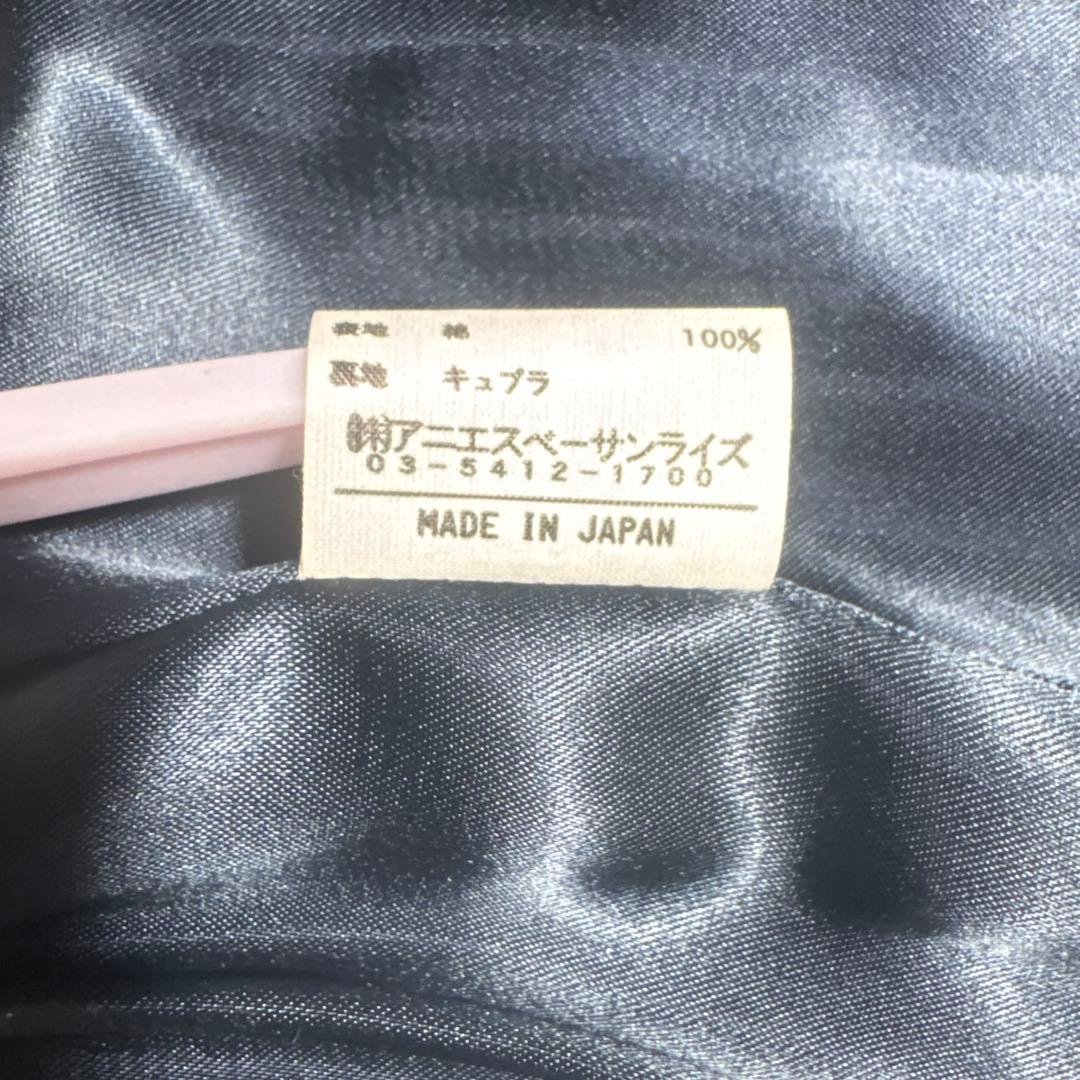 表地 綿 100%
裏地 キュプラ
㈱アニエスベーサンライズ
03-5412-1700
MADE IN JAPAN